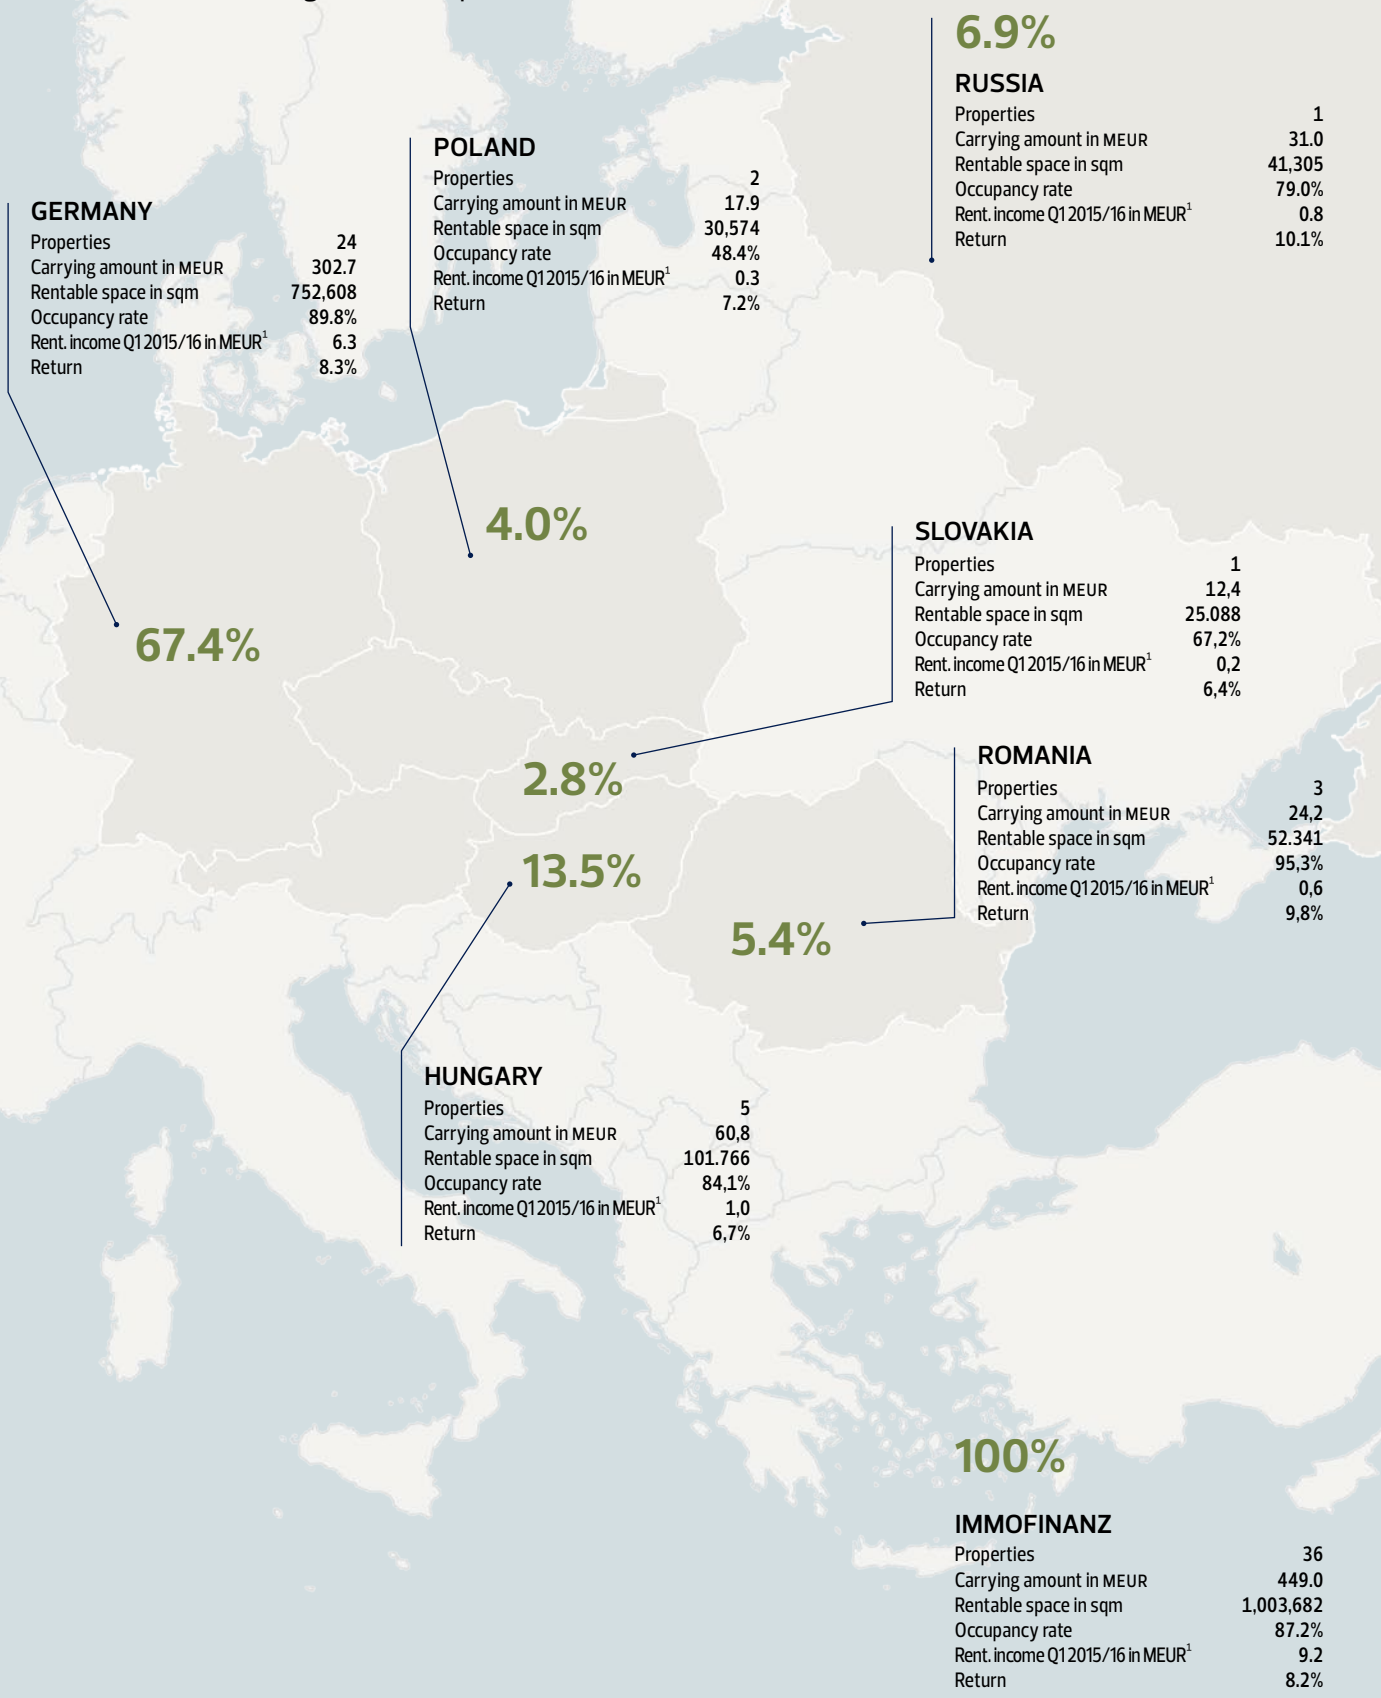 6.9%
RUSSIA
Properties 1
Carrying amount in MEUR 31.0
Rentable space in sqm 41,305
Occupancy rate 79.0%
Rent. income Q1 2015/16 in MEUR¹ 0.8
Return 10.1%
POLAND
Properties 2
Carrying amount in MEUR 17.9
Rentable space in sqm 30,574
Occupancy rate 48.4%
Rent. income Q1 2015/16 in MEUR¹ 0.3
Return 7.2%
GERMANY
Properties 24
Carrying amount in MEUR 302.7
Rentable space in sqm 752,608
Occupancy rate 89.8%
Rent. income Q1 2015/16 in MEUR¹ 6.3
Return 8.3%
4.0%
67.4%
SLOVAKIA
Properties 1
Carrying amount in MEUR 12,4
Rentable space in sqm 25.088
Occupancy rate 67,2%
Rent. income Q1 2015/16 in MEUR¹ 0,2
Return 6,4%
2.8%
ROMANIA
Properties 3
Carrying amount in MEUR 24,2
Rentable space in sqm 52.341
Occupancy rate 95,3%
Rent. income Q1 2015/16 in MEUR¹ 0,6
Return 9,8%
13.5%
5.4%
HUNGARY
Properties 5
Carrying amount in MEUR 60,8
Rentable space in sqm 101.766
Occupancy rate 84,1%
Rent. income Q1 2015/16 in MEUR¹ 1,0
Return 6,7%
100%
IMMOFINANZ
Properties 36
Carrying amount in MEUR 449.0
Rentable space in sqm 1,003,682
Occupancy rate 87.2%
Rent. income Q1 2015/16 in MEUR¹ 9.2
Return 8.2%